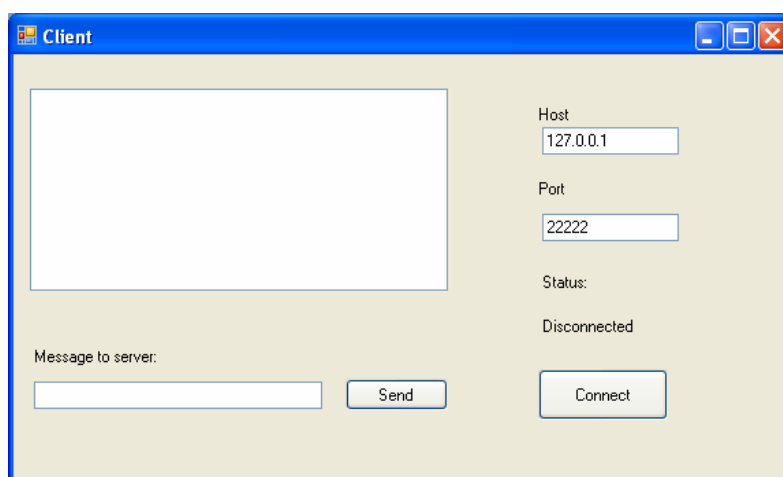 Client
Host
127.0.0.1
Port
22222
Status:
Disconnected
Message to server:
Send
Connect